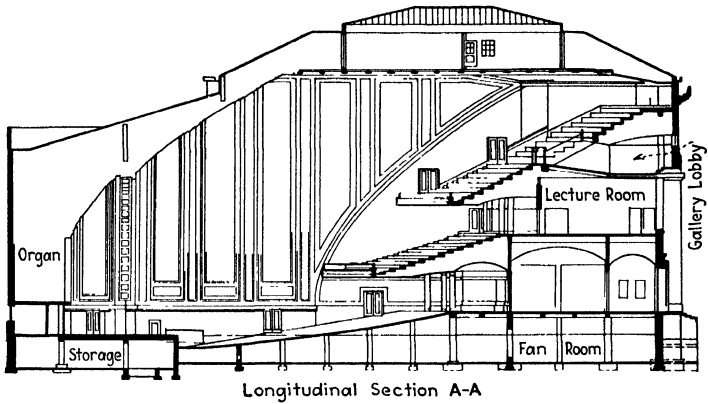 Organ
Lecture Room
Gallery Lobby
Storage
Fan Room
Longitudinal Section A-A